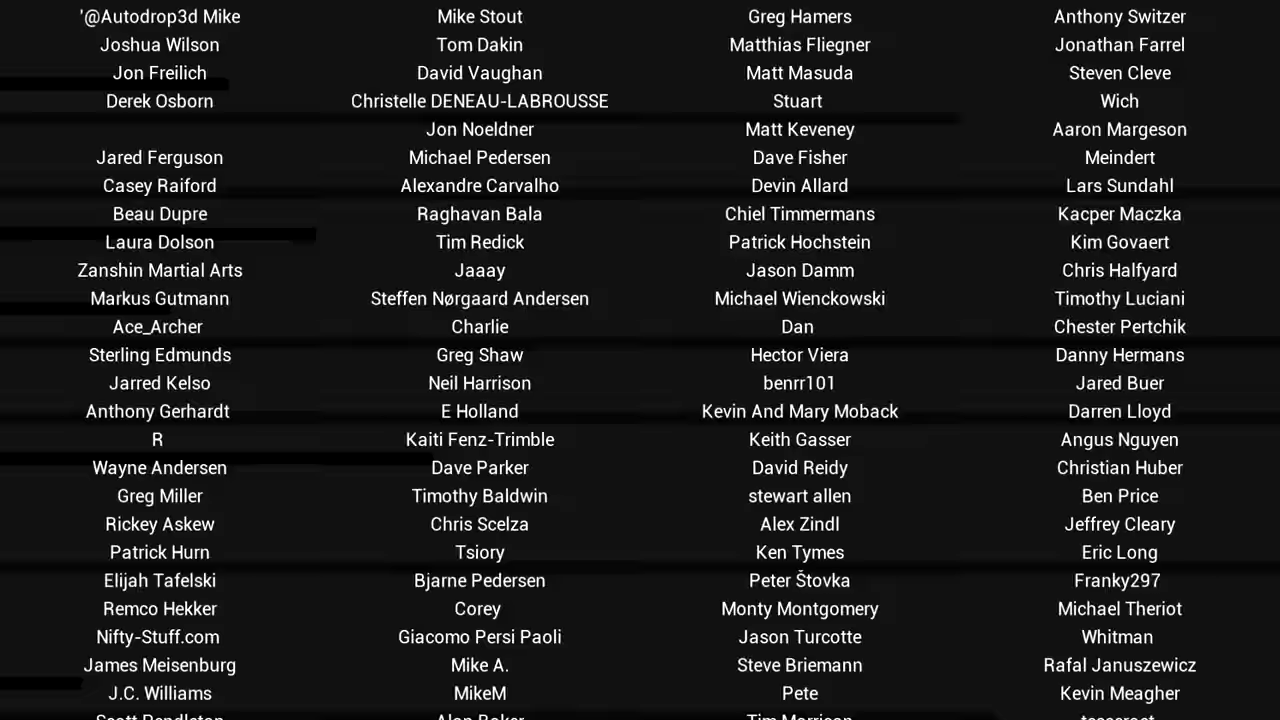 '@Autodrop3d Mike Mike Stout Greg Hamers Anthony Switzer
Joshua Wilson Tom Dakin Matthias Fliegner Jonathan Farrel
Jon Freilich David Vaughan Matt Masuda Steven Cleve
Derek Osborn Christelle DENEAU-LABROUSSE Stuart Wich
Jon Noeldner Matt Keveney Aaron Margeson
Jared Ferguson Michael Pedersen Dave Fisher Meindert
Casey Raiford Alexandre Carvalho Devin Allard Lars Sundahl
Beau Dupre Raghavan Bala Chiel Timmermans Kacper Maczka
Laura Dolson Tim Redick Patrick Hochstein Kim Govaert
Zanshin Martial Arts Jaaay Jason Damm Chris Halfyard
Markus Gutmann Steffen Nørgaard Andersen Michael Wienckowski Timothy Luciani
Ace_Archer Charlie Dan Chester Pertchik
Sterling Edmunds Greg Shaw Hector Viera Danny Hermans
Jarred Kelso Neil Harrison benrr101 Jared Buer
Anthony Gerhardt E Holland Kevin And Mary Moback Darren Lloyd
R Kaiti Fenz-Trimble Keith Gasser Angus Nguyen
Wayne Andersen Dave Parker David Reidy Christian Huber
Greg Miller Timothy Baldwin stewart allen Ben Price
Rickey Askew Chris Scelza Alex Zindl Jeffrey Cleary
Patrick Hurn Tsiory Ken Tymes Eric Long
Elijah Tafelski Bjarne Pedersen Peter Štovka Franky297
Remco Hekker Corey Monty Montgomery Michael Theriot
Nifty-Stuff.com Giacomo Persi Paoli Jason Turcotte Whitman
James Meisenburg Mike A. Steve Briemann Rafal Januszewicz
J.C. Williams MikeM Pete Kevin Meagher